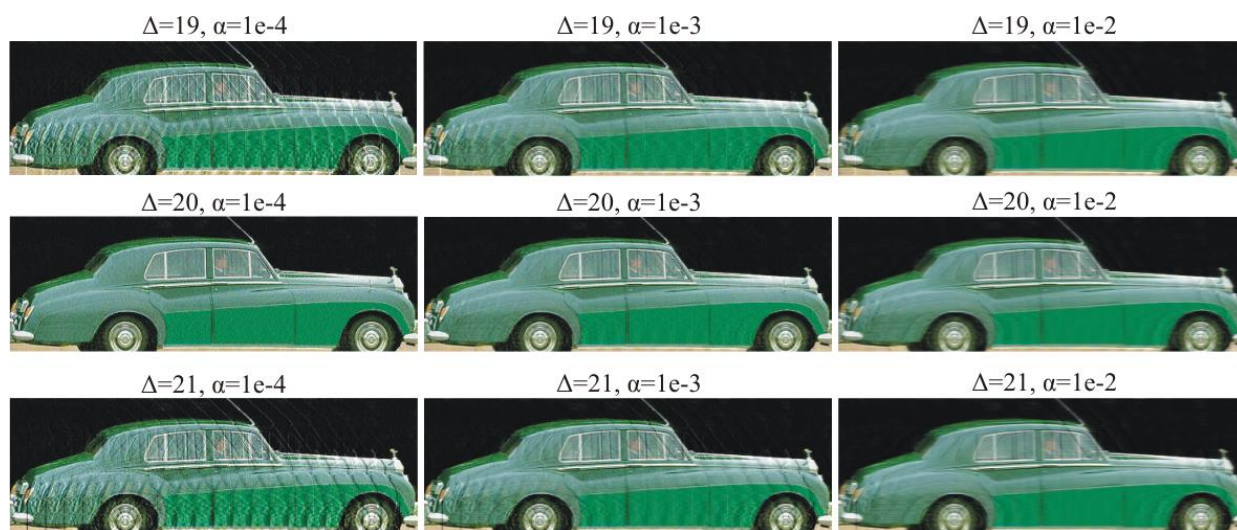 Δ=19, α=1e-4 Δ=19, α=1e-3 Δ=19, α=1e-2
Δ=20, α=1e-4 Δ=20, α=1e-3 Δ=20, α=1e-2
Δ=21, α=1e-4 Δ=21, α=1e-3 Δ=21, α=1e-2